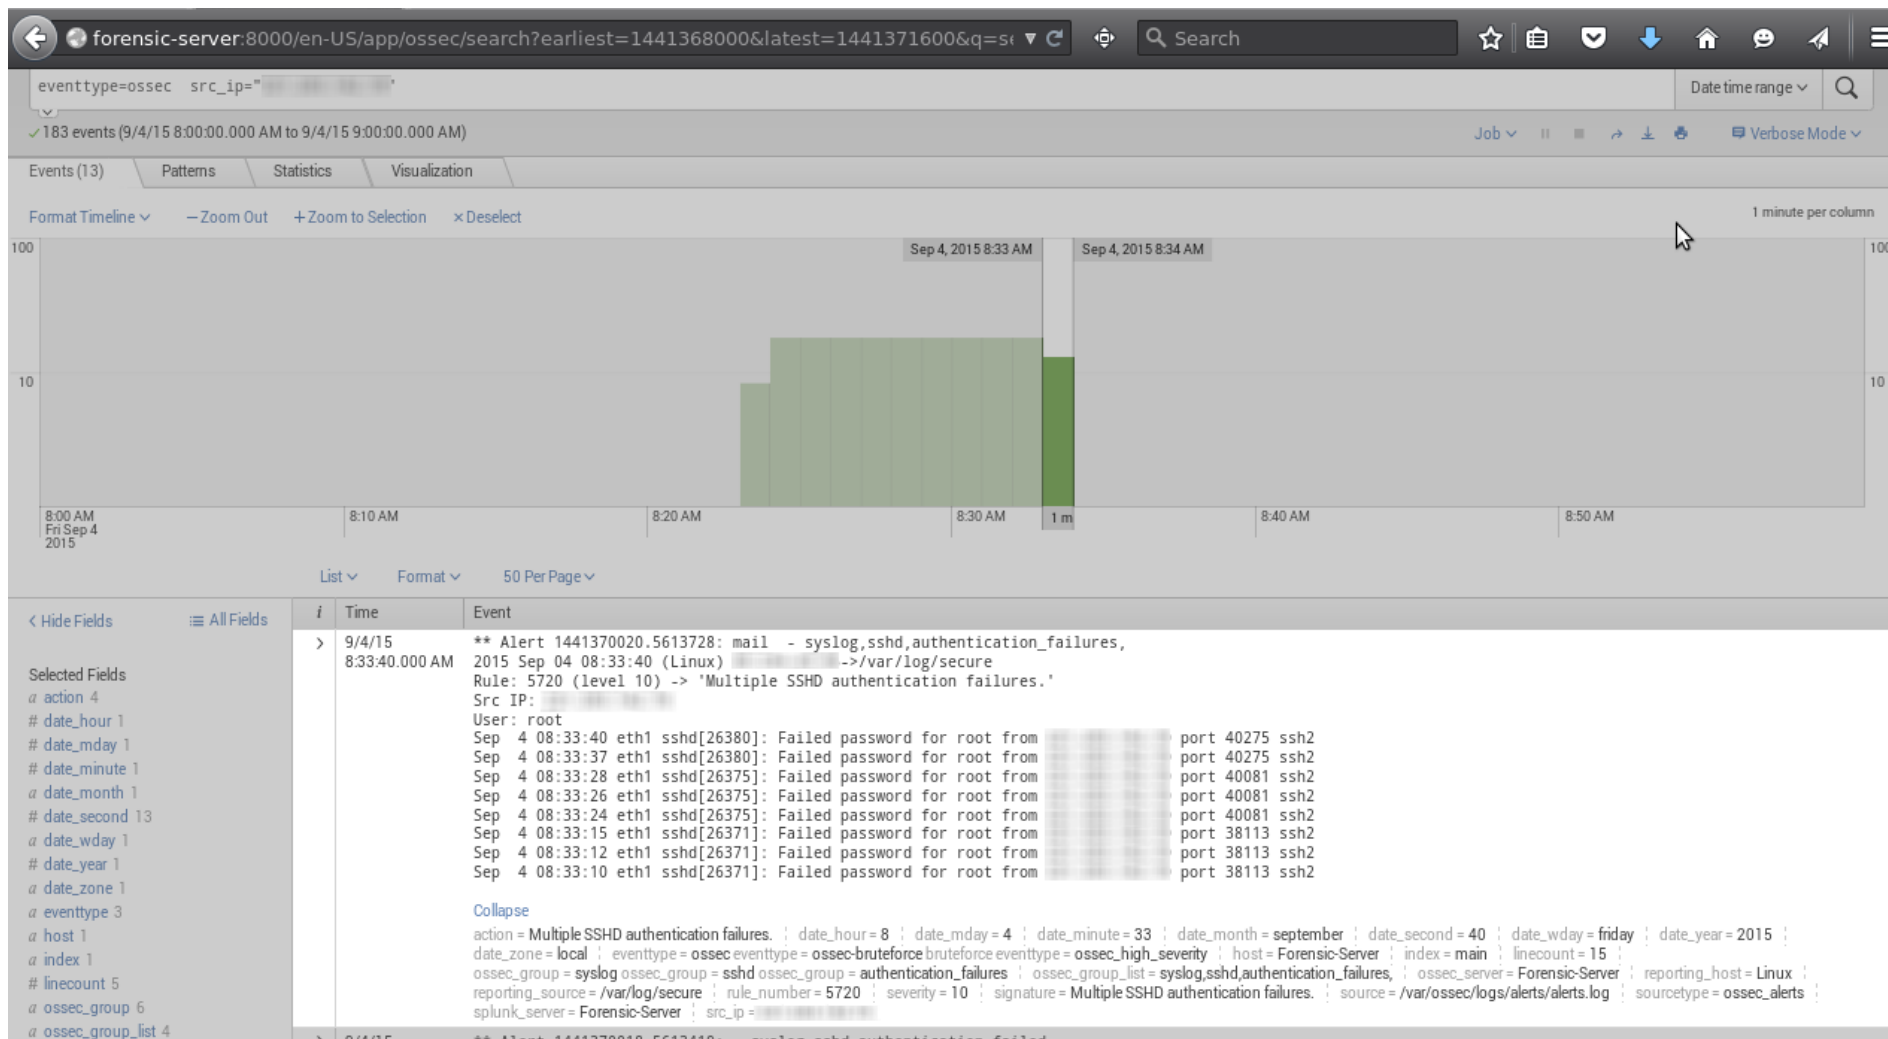 forensic-server:8000/en-US/app/ossec/search?earliest=1441368000&latest=1441371600&q=se
Search
eventtype=ossec  src_ip="
Date time range
183 events (9/4/15 8:00:00.000 AM to 9/4/15 9:00:00.000 AM)
Job
Verbose Mode
Events (13)
Patterns
Statistics
Visualization
Format Timeline
— Zoom Out
+ Zoom to Selection
× Deselect
1 minute per column
100
Sep 4, 2015 8:33 AM
Sep 4, 2015 8:34 AM
100
10
10
8:00 AM
Fri Sep 4
2015
8:10 AM
8:20 AM
8:30 AM
1 m
8:40 AM
8:50 AM
List
Format
50 Per Page
< Hide Fields
All Fields
i
Time
Event
Selected Fields
a action 4
# date_hour 1
# date_mday 1
# date_minute 1
a date_month 1
# date_second 13
a date_wday 1
# date_year 1
a date_zone 1
a eventtype 3
a host 1
a index 1
# linecount 5
a ossec_group 6
a ossec_group_list 4
9/4/15
8:33:40.000 AM
** Alert 1441370020.5613728: mail  - syslog,sshd,authentication_failures,
2015 Sep 04 08:33:40 (Linux) ->/var/log/secure
Rule: 5720 (level 10) -> 'Multiple SSHD authentication failures.'
Src IP:
User: root
Sep  4 08:33:40 eth1 sshd[26380]: Failed password for root from port 40275 ssh2
Sep  4 08:33:37 eth1 sshd[26380]: Failed password for root from port 40275 ssh2
Sep  4 08:33:28 eth1 sshd[26375]: Failed password for root from port 40081 ssh2
Sep  4 08:33:26 eth1 sshd[26375]: Failed password for root from port 40081 ssh2
Sep  4 08:33:24 eth1 sshd[26375]: Failed password for root from port 40081 ssh2
Sep  4 08:33:15 eth1 sshd[26371]: Failed password for root from port 38113 ssh2
Sep  4 08:33:12 eth1 sshd[26371]: Failed password for root from port 38113 ssh2
Sep  4 08:33:10 eth1 sshd[26371]: Failed password for root from port 38113 ssh2
Collapse
action = Multiple SSHD authentication failures. date_hour = 8 date_mday = 4 date_minute = 33 date_month = september date_second = 40 date_wday = friday date_year = 2015
date_zone = local eventtype = ossec eventtype = ossec-bruteforce bruteforce eventtype = ossec_high_severity host = Forensic-Server index = main linecount = 15
ossec_group = syslog ossec_group = sshd ossec_group = authentication_failures ossec_group_list = syslog,sshd,authentication_failures, ossec_server = Forensic-Server reporting_host = Linux
reporting_source = /var/log/secure rule_number = 5720 severity = 10 signature = Multiple SSHD authentication failures. source = /var/ossec/logs/alerts/alerts.log sourcetype = ossec_alerts
splunk_server = Forensic-Server src_ip =